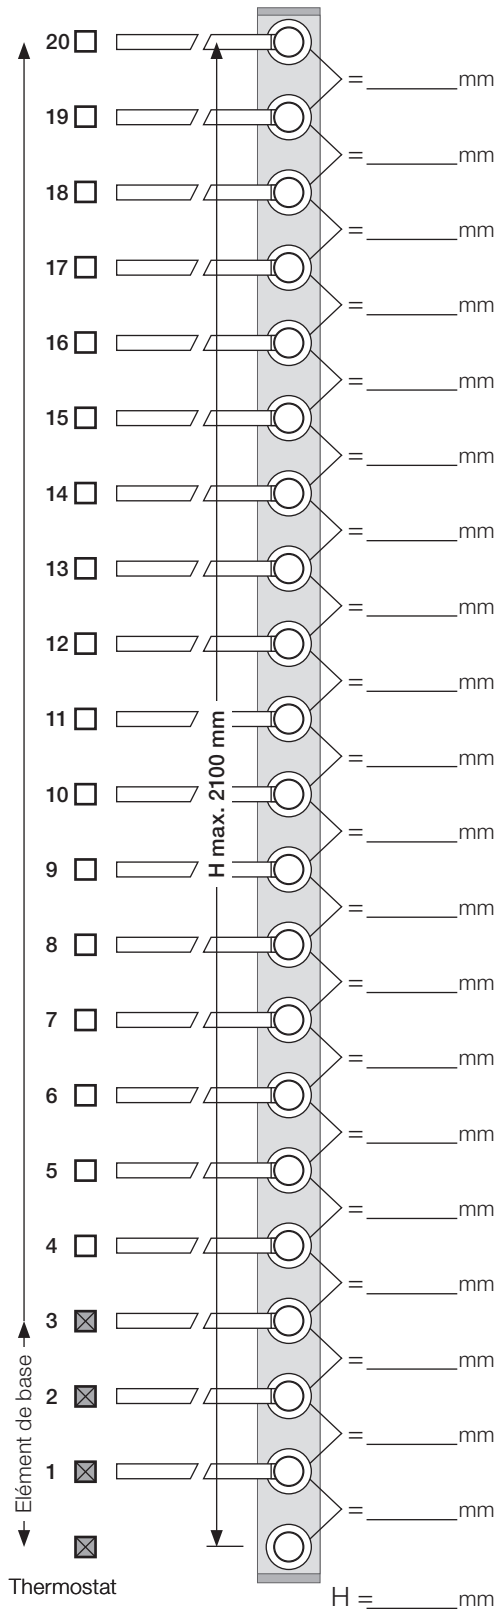 20
= mm
19
= mm
18
= mm
17
= mm
16
= mm
15
= mm
14
= mm
13
= mm
12
= mm
11
= mm
10
= mm
9
= mm
8
= mm
7
= mm
6
= mm
5
= mm
4
= mm
3
= mm
2
= mm
1
= mm
H max. 2100 mm
Elément de base
Thermostat
H = mm